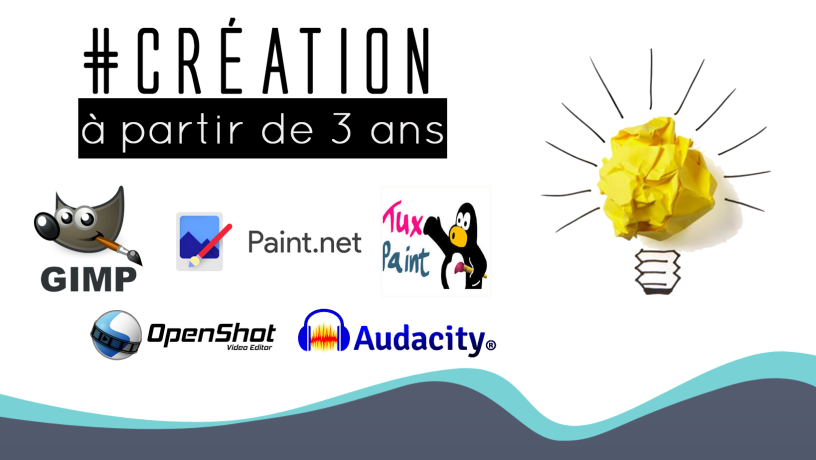 #CRÉATION
à partir de 3 ans
GIMP
Paint.net
Tux
Paint
OpenShot
Video Editor
Audacity®